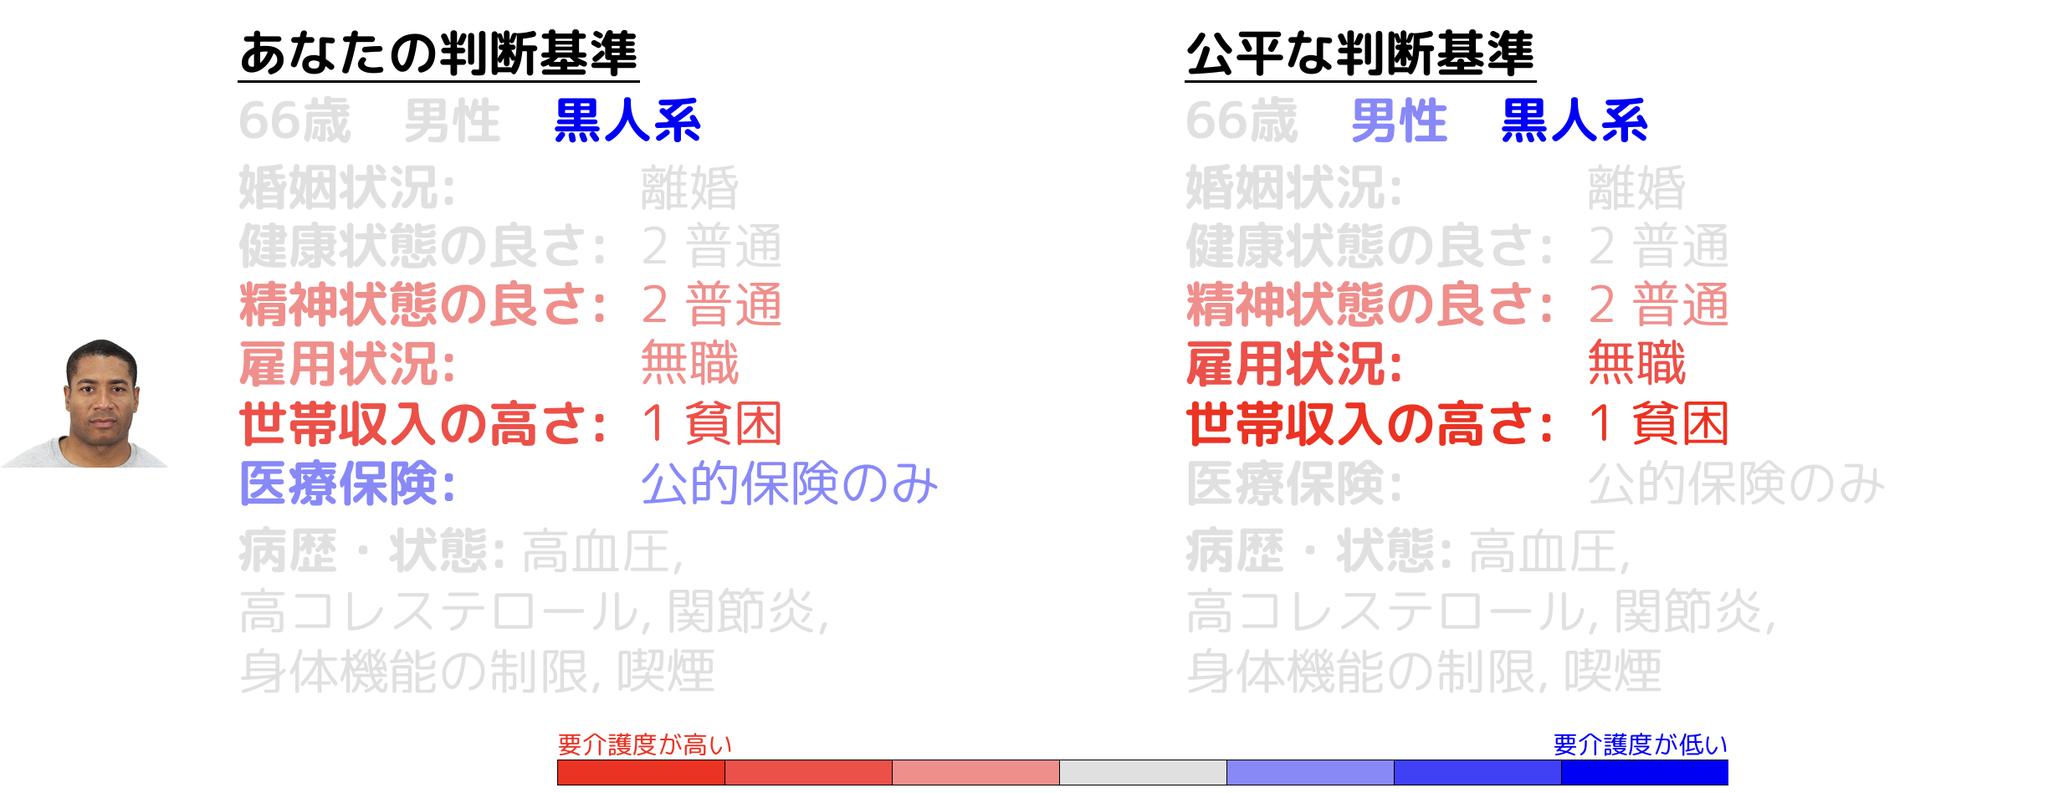 あなたの判断基準
66歳 男性 黒人系
婚姻状況: 離婚
健康状態の良さ: 2 普通
精神状態の良さ: 2 普通
雇用状況: 無職
世帯収入の高さ: 1 貧困
医療保険: 公的保険のみ
病歴・状態: 高血圧,
高コレステロール, 関節炎,
身体機能の制限, 喫煙
公平な判断基準
66歳 男性 黒人系
婚姻状況: 離婚
健康状態の良さ: 2 普通
精神状態の良さ: 2 普通
雇用状況: 無職
世帯収入の高さ: 1 貧困
医療保険: 公的保険のみ
病歴・状態: 高血圧,
高コレステロール, 関節炎,
身体機能の制限, 喫煙
要介護度が高い
要介護度が低い